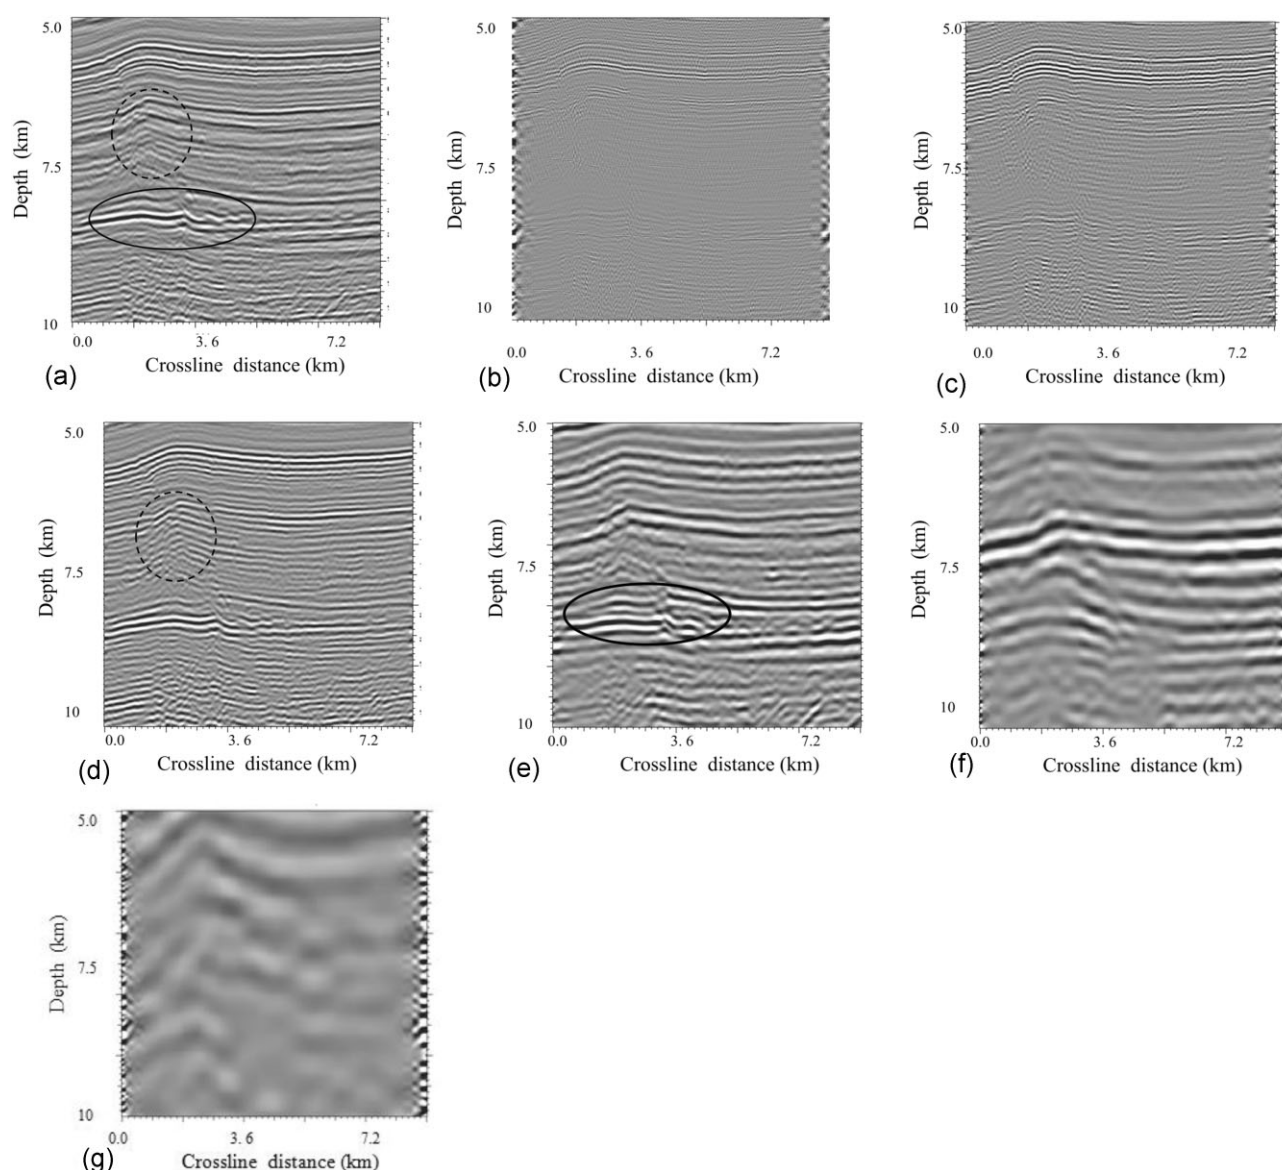 5.0
7.5
10
Depth (km)
0.0 3. 6 7.2
Crossline distance (km)
(a)
5.0
7.5
10
Depth (km)
0.0 3.6 7.2
Crossline distance (km)
(b)
5.0
7.5
10
Depth (km)
0.0 3.6 7.2
Crossline distance (km)
(c)
5.0
7.5
10
Depth (km)
0.0 3. 6 7.2
Crossline distance (km)
(d)
5.0
7.5
10
Depth (km)
0.0 3. 6 7.2
Crossline distance (km)
(e)
5.0
7.5
10
Depth (km)
0.0 3. 6 7.2
Crossline distance (km)
(f)
5.0
7.5
10
Depth (km)
0.0 3. 6 7.2
Crossline distance (km)
(g)